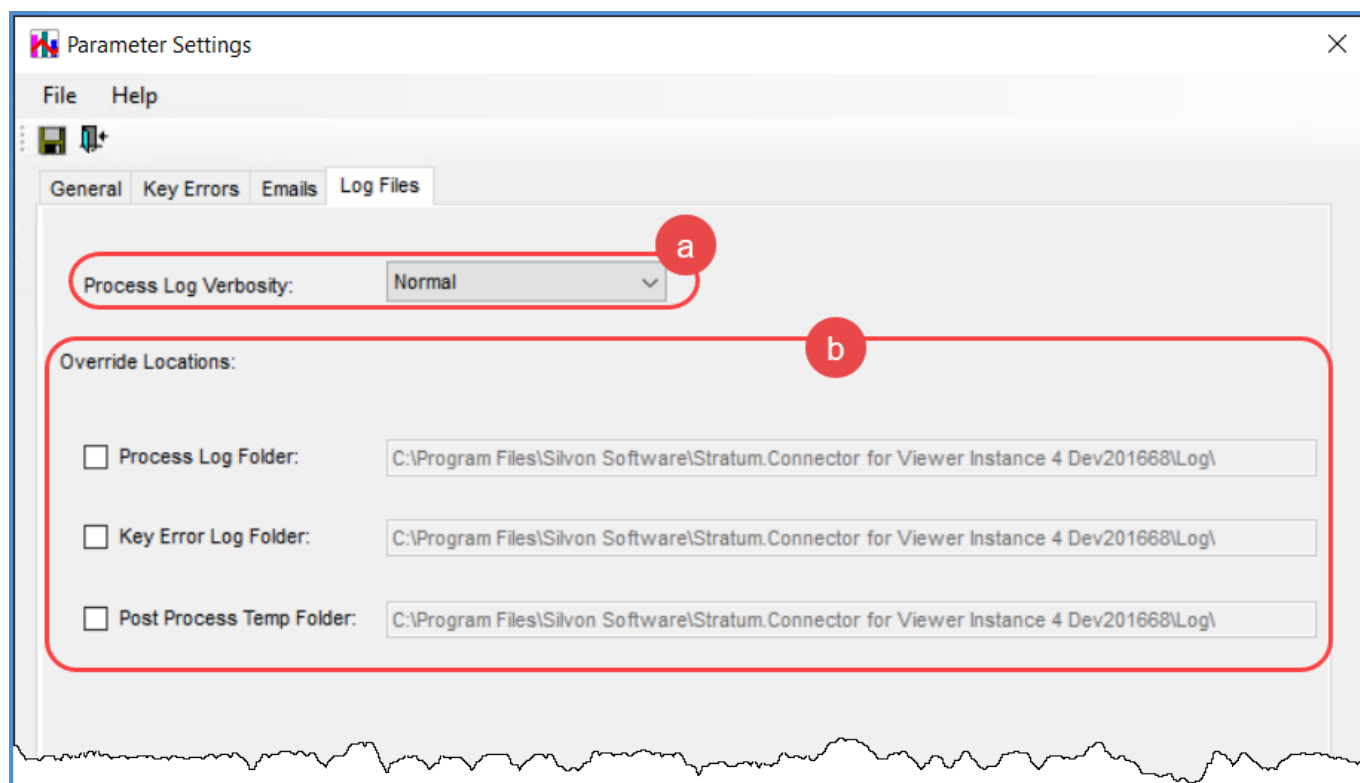 Parameter Settings
File Help
General Key Errors Emails Log Files
a
Process Log Verbosity: Normal
b
Override Locations:
Process Log Folder: C:\Program Files\Silvon Software\Stratum.Connector for Viewer Instance 4 Dev201668\Log\
Key Error Log Folder: C:\Program Files\Silvon Software\Stratum.Connector for Viewer Instance 4 Dev201668\Log\
Post Process Temp Folder: C:\Program Files\Silvon Software\Stratum.Connector for Viewer Instance 4 Dev201668\Log\